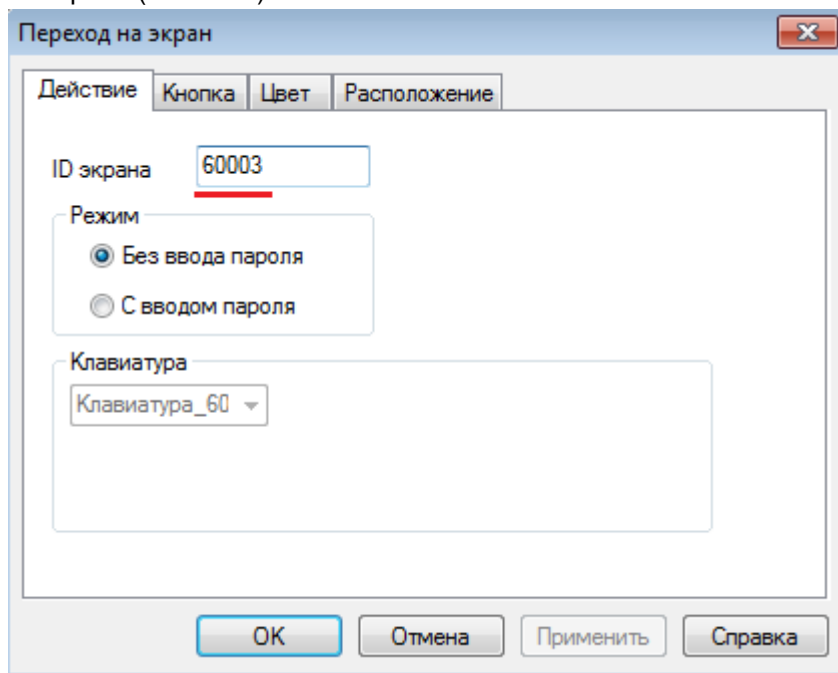 Переход на экран
Действие Кнопка Цвет Расположение
ID экрана 60003
Режим
Без ввода пароля
С вводом пароля
Клавиатура
Клавиатура_60
ОК Отмена Применить Справка